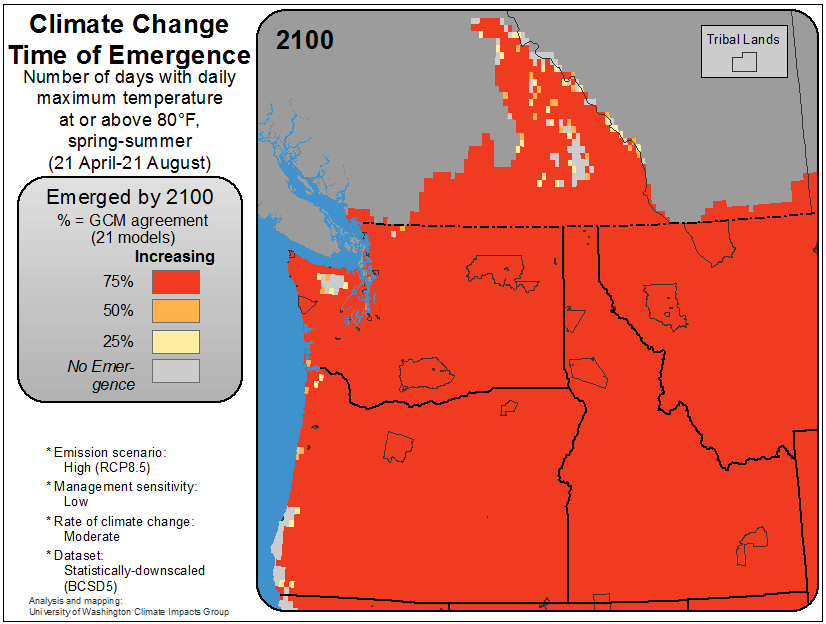 Climate Change
Time of Emergence
Number of days with daily
maximum temperature
at or above 80°F,
spring-summer
(21 April-21 August)
Emerged by 2100
% = GCM agreement
(21 models)
Increasing
75%
50%
25%
No Emer-
gence
* Emission scenario:
High (RCP8.5)
* Management sensitivity:
Low
* Rate of climate change:
Moderate
* Dataset:
Statistically-downscaled
(BCSD5)
Analysis and mapping:
University of Washington Climate Impacts Group
2100
Tribal Lands